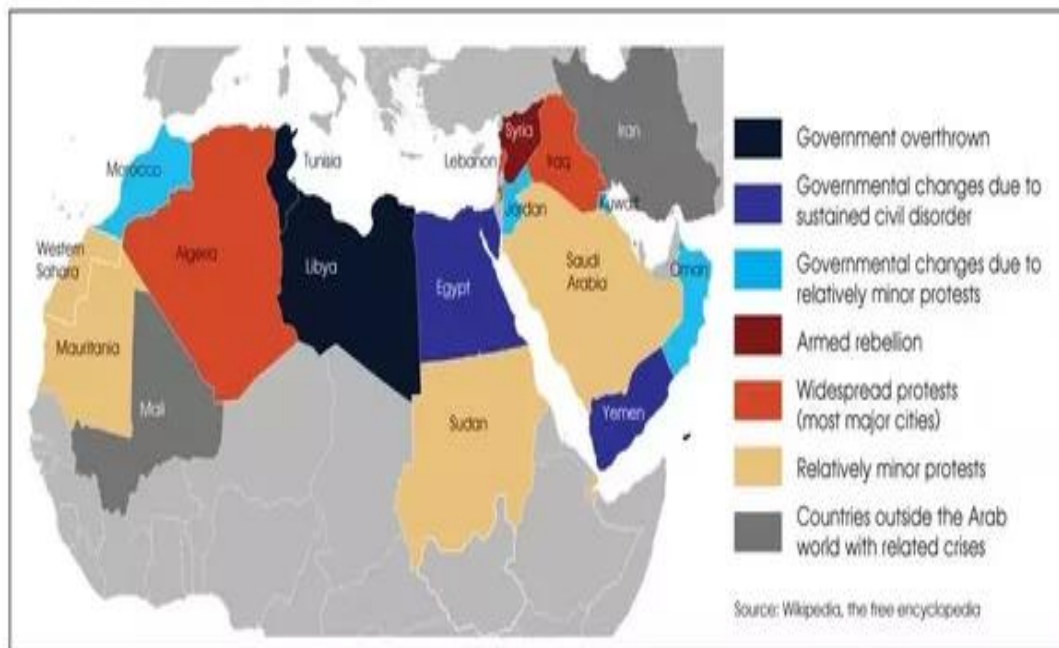 Morocco
Algeria
Tunisia
Libya
Egypt
Western
Sahara
Mauritania
Mali
Sudan
Lebanon
Syria
Iraq
Iran
Jordan
Kuwait
Saudi
Arabia
Oman
Yemen
Government overthrown
Governmental changes due to
sustained civil disorder
Governmental changes due to
relatively minor protests
Armed rebellion
Widespread protests
(most major cities)
Relatively minor protests
Countries outside the Arab
world with related crises
Source: Wikipedia, the free encyclopedia